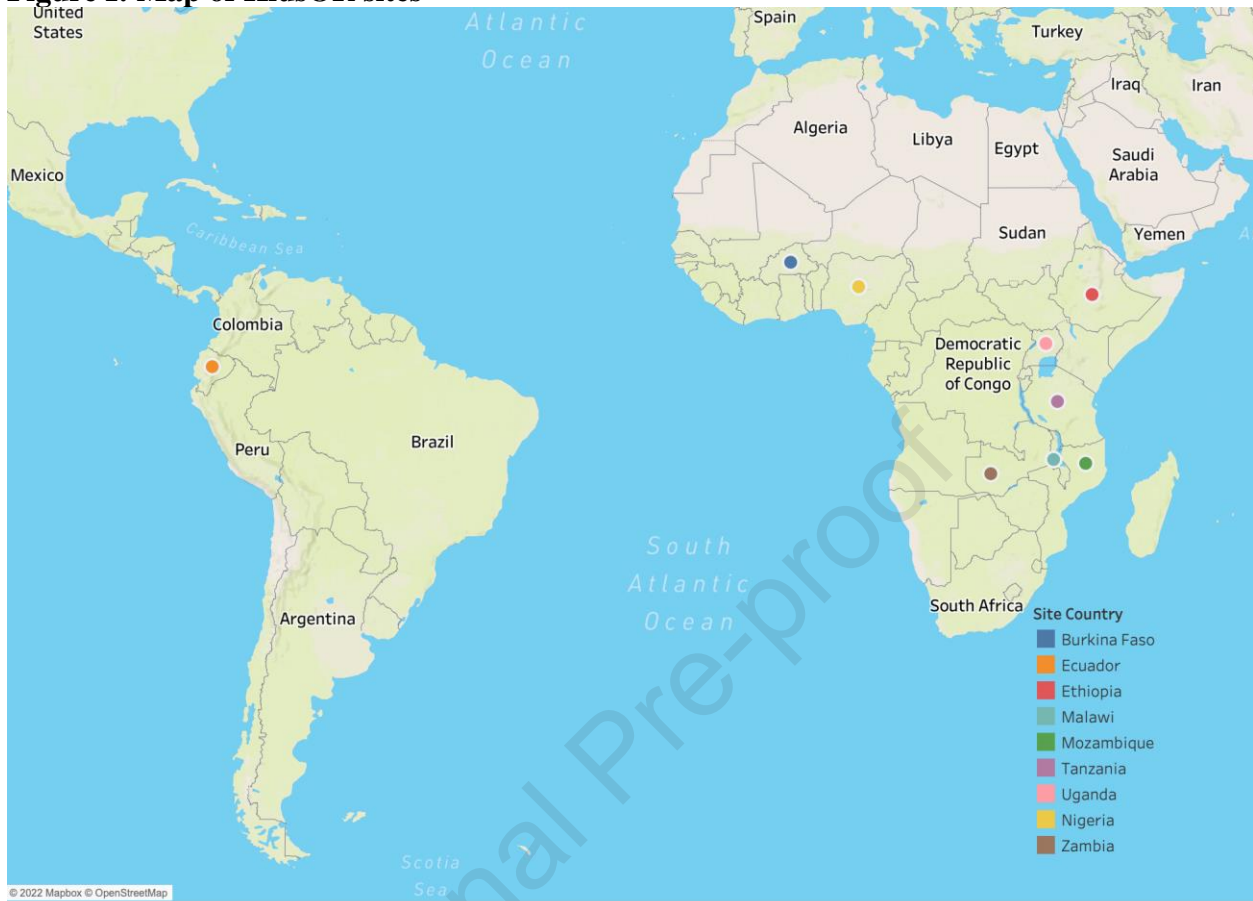 United
States
Atlantic
Ocean
Spain
Turkey
Iraq
Iran
Algeria
Libya
Egypt
Saudi
Arabia
Mexico
Caribbean Sea
Sudan
Yemen
A
Colombia
Democratic
Republic
of Congo
Peru
Brazil
South
Atlantic
Ocean
Argentina
South Africa
Site Country
Burkina Faso
Ecuador
Ethiopia
Malawi
Mozambique
Tanzania
Uganda
Nigeria
Zambia
Scotia
Sea
© 2022 Mapbox © OpenStreetMap
nal Pre-proof